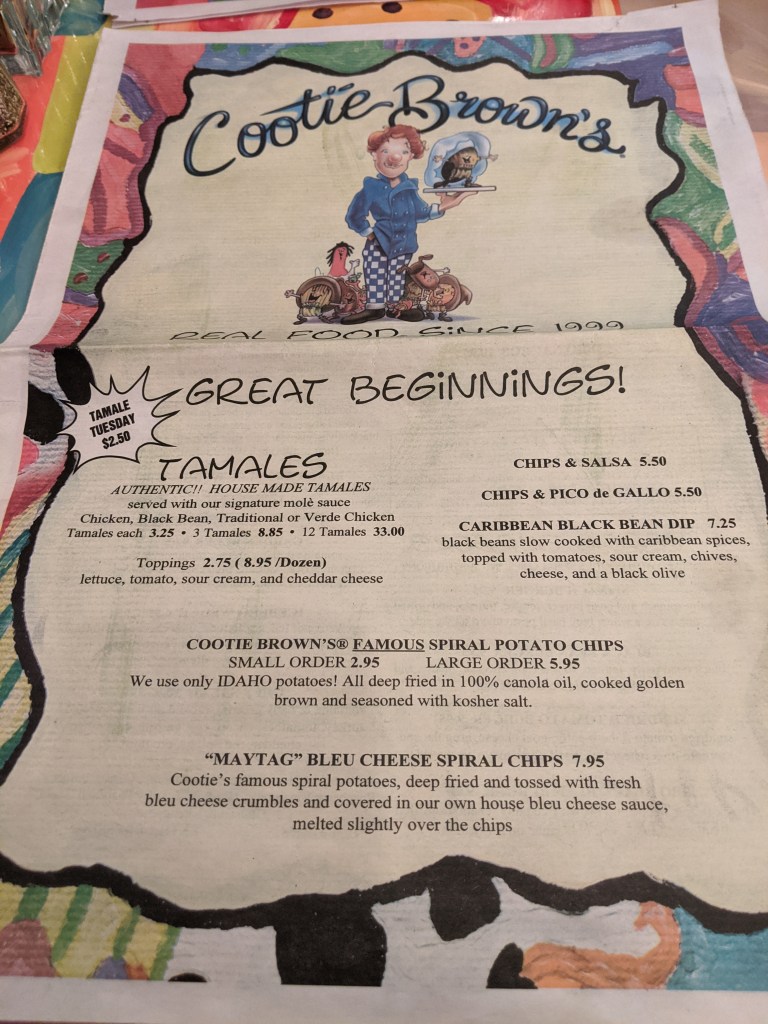 Cootie Brown's
REAL FOOD SINCE 1999
GREAT BEGINNINGS!
TAMALE
TUESDAY
$2.50
TAMALES
AUTHENTIC!! HOUSE MADE TAMALES
served with our signature molè sauce
Chicken, Black Bean, Traditional or Verde Chicken
Tamales each 3.25 • 3 Tamales 8.85 • 12 Tamales 33.00
Toppings 2.75 ( 8.95 /Dozen)
lettuce, tomato, sour cream, and cheddar cheese
CHIPS & SALSA 5.50
CHIPS & PICO de GALLO 5.50
CARIBBEAN BLACK BEAN DIP 7.25
black beans slow cooked with caribbean spices,
topped with tomatoes, sour cream, chives,
cheese, and a black olive
COOTIE BROWN'S® FAMOUS SPIRAL POTATO CHIPS
SMALL ORDER 2.95 LARGE ORDER 5.95
We use only IDAHO potatoes! All deep fried in 100% canola oil, cooked golden
brown and seasoned with kosher salt.
“MAYTAG” BLEU CHEESE SPIRAL CHIPS 7.95
Cootie's famous spiral potatoes, deep fried and tossed with fresh
bleu cheese crumbles and covered in our own house bleu cheese sauce,
melted slightly over the chips